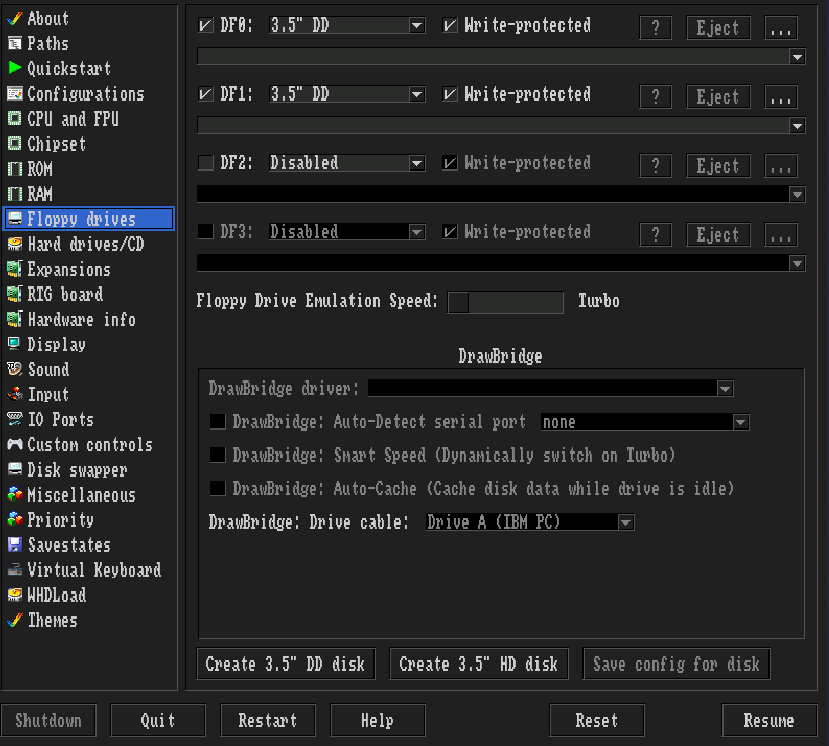 About
Paths
Quickstart
Configurations
CPU and FPU
Chipset
ROM
RAM
Floppy drives
Hard drives/CD
Expansions
RTG board
Hardware info
Display
Sound
Input
IO Ports
Custom controls
Disk swapper
Miscellaneous
Priority
Savestates
Virtual Keyboard
WHDLoad
Themes
DF0: 3.5" DD Write-protected ? Eject ...
DF1: 3.5" DD Write-protected ? Eject ...
DF2: Disabled Write-protected ? Eject ...
DF3: Disabled Write-protected ? Eject ...
Floppy Drive Emulation Speed: Turbo
DrawBridge
DrawBridge driver:
DrawBridge: Auto-Detect serial port none
DrawBridge: Smart Speed (Dynamically switch on Turbo)
DrawBridge: Auto-Cache (Cache disk data while drive is idle)
DrawBridge: Drive cable: Drive A (IBM PC)
Create 3.5" DD disk Create 3.5" HD disk Save config for disk
Shutdown Quit Restart Help Reset Resume